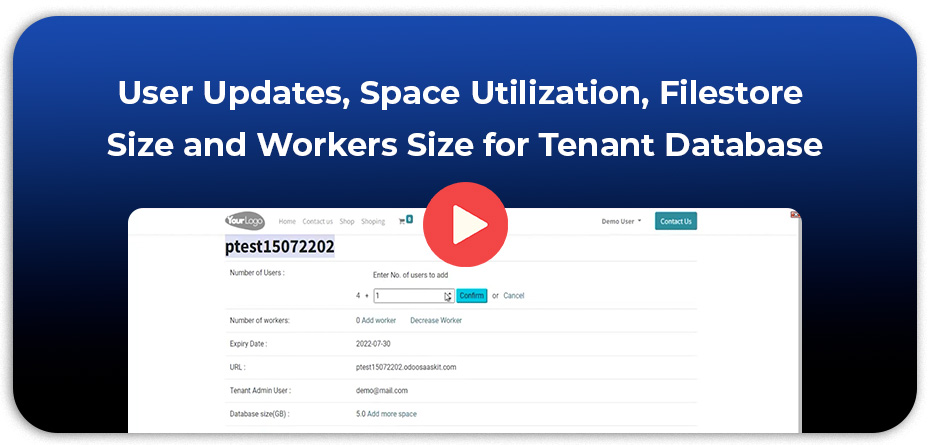 User Updates, Space Utilization, Filestore
Size and Workers Size for Tenant Database
YourLogo Home Contact us Shop Shoping 0 Demo User Contact Us
ptest15072202
Number of Users : Enter No. of users to add
4 + 1 Confirm or Cancel
Number of workers: 0 Add worker Decrease Worker
Expiry Date : 2022-07-30
URL : ptest15072202.odoosaaskit.com
Tenant Admin User : demo@mail.com
Database size(GB) : 5.0 Add more space